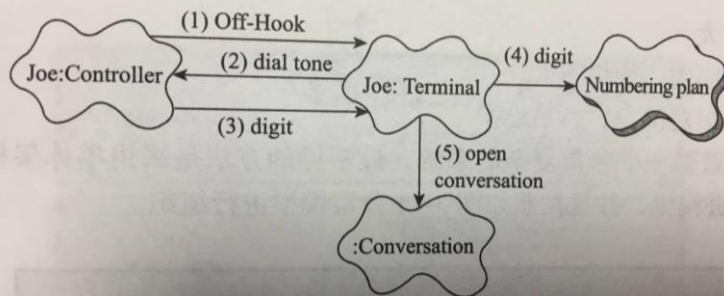 (1) Off-Hook
(2) dial tone
(4) digit
Joe:Controller
Joe: Terminal
Numbering plan
(3) digit
(5) open
conversation
:Conversation